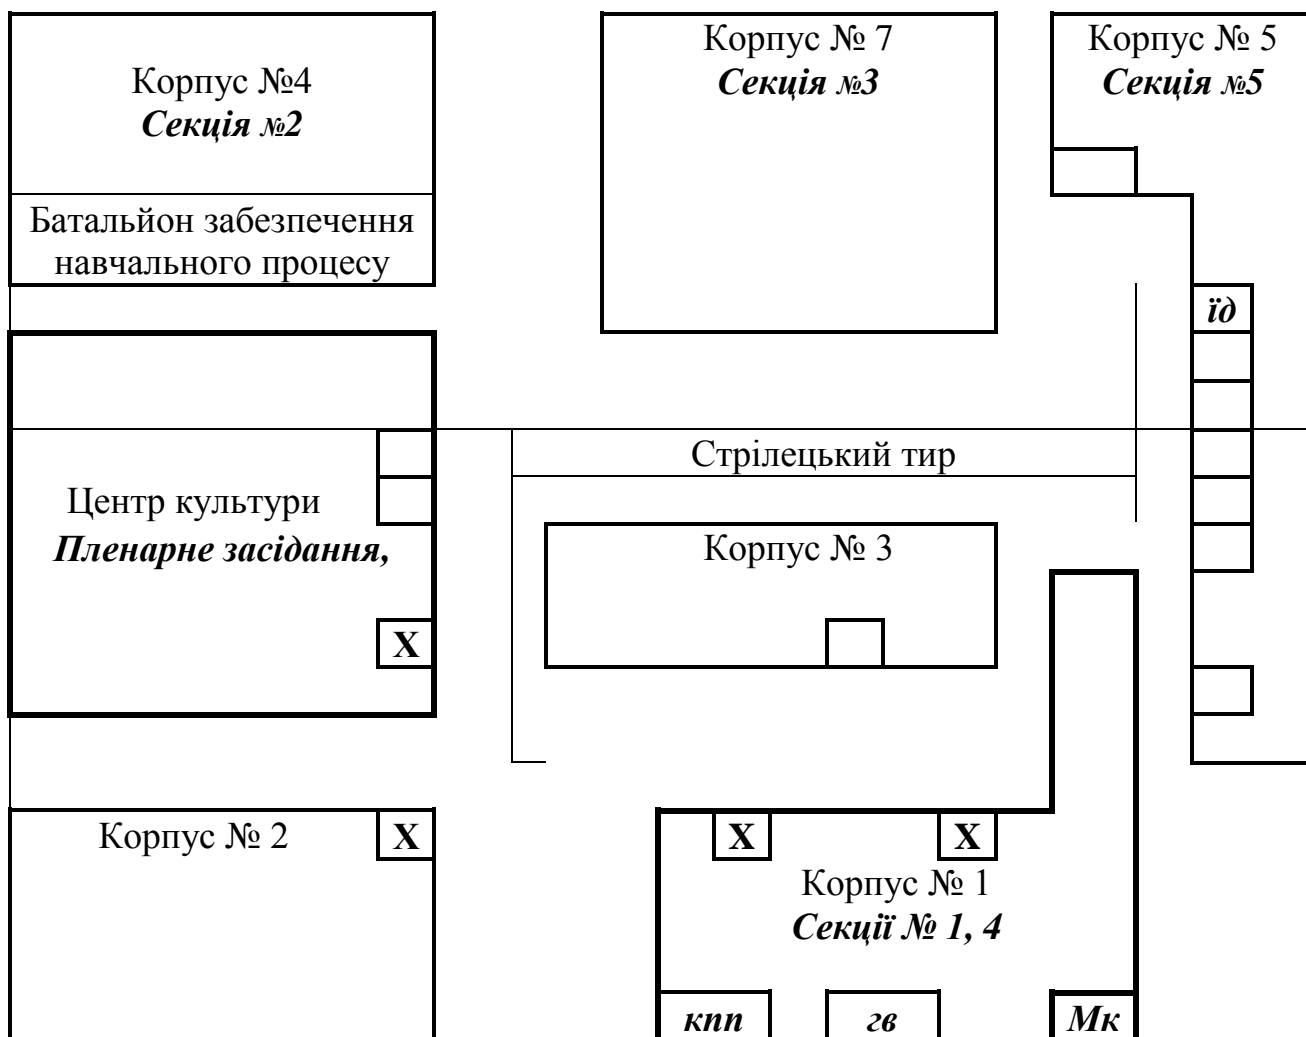 Корпус №4
Секція №2
Батальйон забезпечення
навчального процесу
Корпус № 7
Секція №3
Корпус № 5
Секція №5
їд
Стрілецький тир
Центр культури
Пленарне засідання,
Х
Корпус № 3
Корпус № 2
Х
Х
Х
Корпус № 1
Секції № 1, 4
кпп
гв
Мк